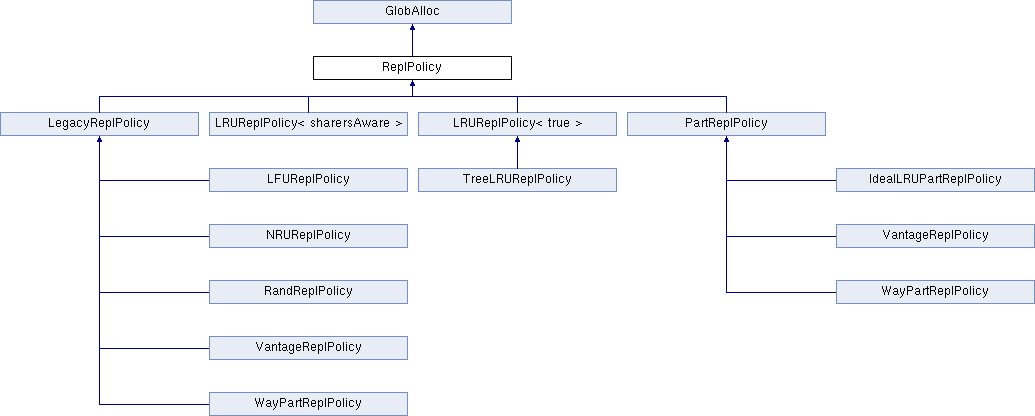 GlobAlloc
ReplPolicy
LegacyReplPolicy
LRUReplPolicy< sharersAware >
LRUReplPolicy< true >
PartReplPolicy
LFUReplPolicy
TreeLRUReplPolicy
IdealLRUPartReplPolicy
NRUReplPolicy
VantageReplPolicy
RandReplPolicy
WayPartReplPolicy
VantageReplPolicy
WayPartReplPolicy